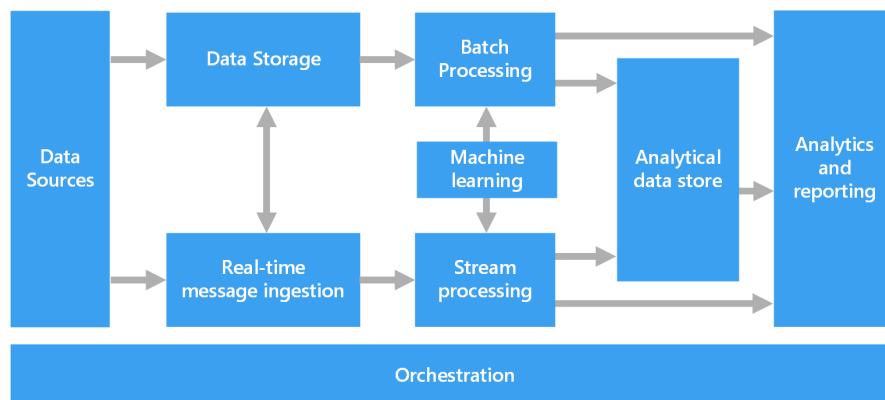 Data
Sources
Data Storage
Real-time
message ingestion
Batch
Processing
Machine
learning
Stream
processing
Analytical
data store
Analytics
and
reporting
Orchestration